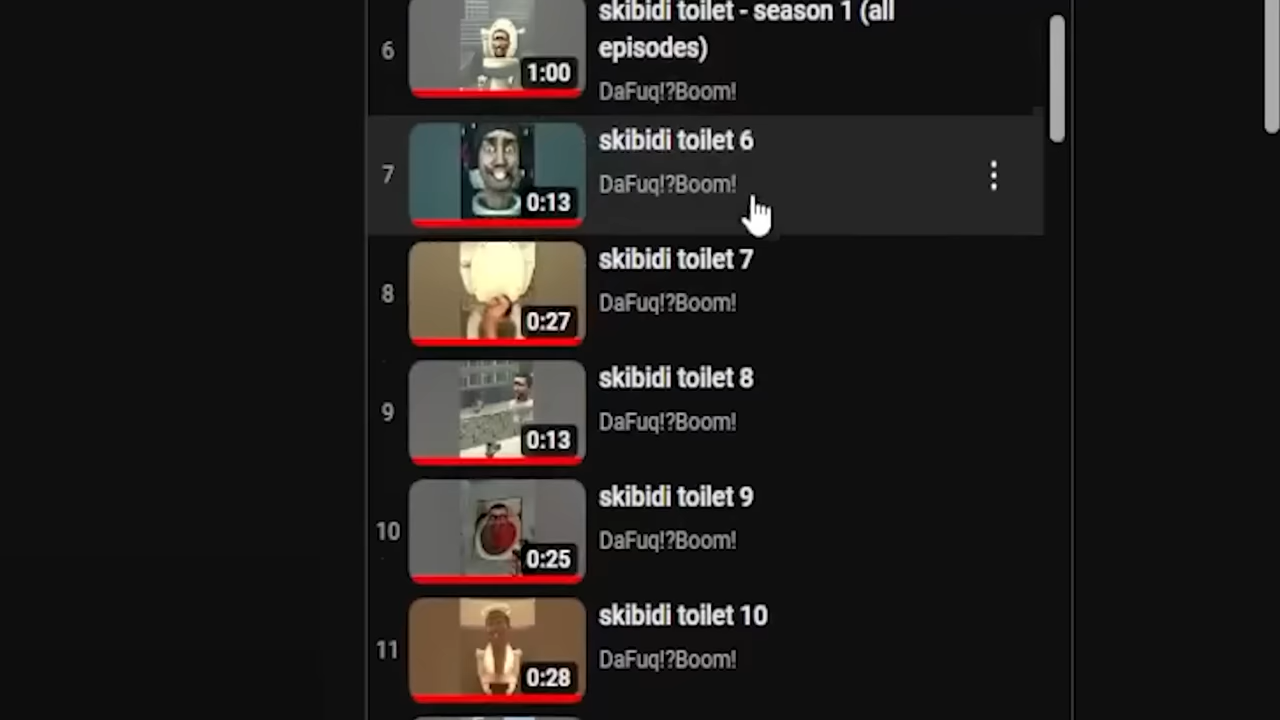 6
skibidi toilet - season 1 (all
episodes)
1:00
DaFuq!?Boom!
7
skibidi toilet 6
0:13
DaFuq!?Boom!
8
skibidi toilet 7
0:27
DaFuq!?Boom!
9
skibidi toilet 8
0:13
DaFuq!?Boom!
10
skibidi toilet 9
0:25
DaFuq!?Boom!
11
skibidi toilet 10
0:28
DaFuq!?Boom!